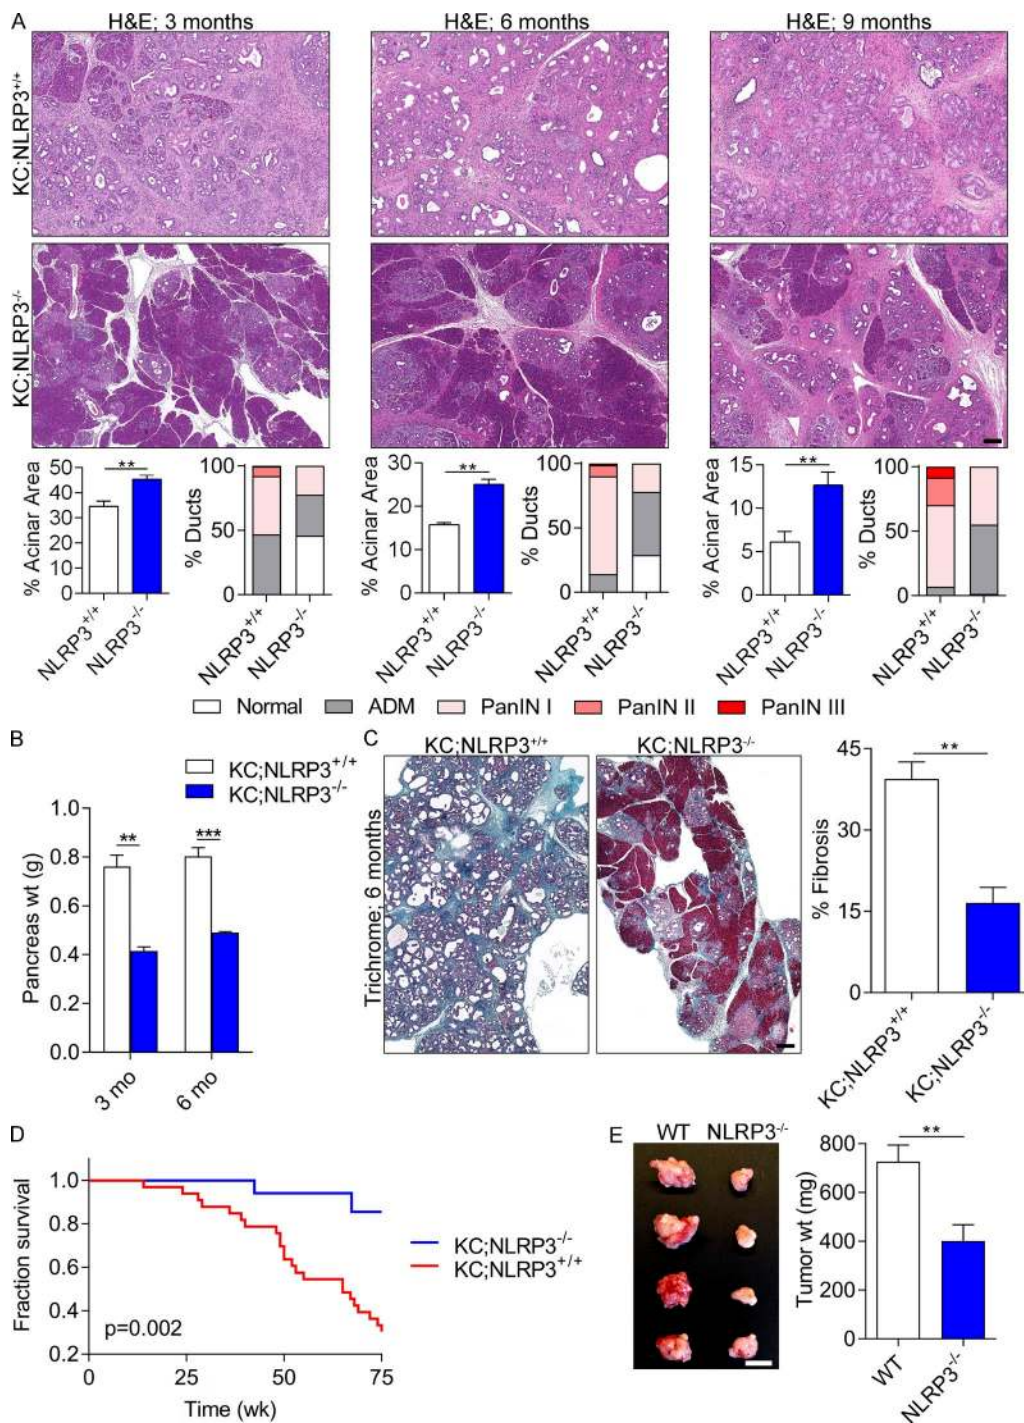 A
H&E; 3 months
H&E; 6 months
H&E; 9 months
KC;NLRP3+/+
KC;NLRP3-/-
% Acinar Area
50
40
30
20
10
0
**
NLRP3+/+
NLRP3-/-
% Ducts
100
50
0
NLRP3+/+
NLRP3-/-
% Acinar Area
30
20
10
0
**
NLRP3+/+
NLRP3-/-
% Ducts
100
50
0
NLRP3+/+
NLRP3-/-
% Acinar Area
15
10
5
0
**
NLRP3+/+
NLRP3-/-
% Ducts
100
50
0
NLRP3+/+
NLRP3-/-
Normal
ADM
PanIN I
PanIN II
PanIN III
B
KC;NLRP3+/+
KC;NLRP3-/-
Pancreas wt (g)
1.0
0.8
0.6
0.4
0.2
0.0
**
***
3 mo
6 mo
C
KC;NLRP3+/+
KC;NLRP3-/-
Trichrome; 6 months
% Fibrosis
45
30
15
0
**
KC;NLRP3+/+
KC;NLRP3-/-
D
Fraction survival
1.0
0.8
0.6
0.4
0.2
p=0.002
0
25
50
75
Time (wk)
KC;NLRP3-/-
KC;NLRP3+/+
E
WT
NLRP3-/-
Tumor wt (mg)
800
600
400
200
0
**
WT
NLRP3-/-